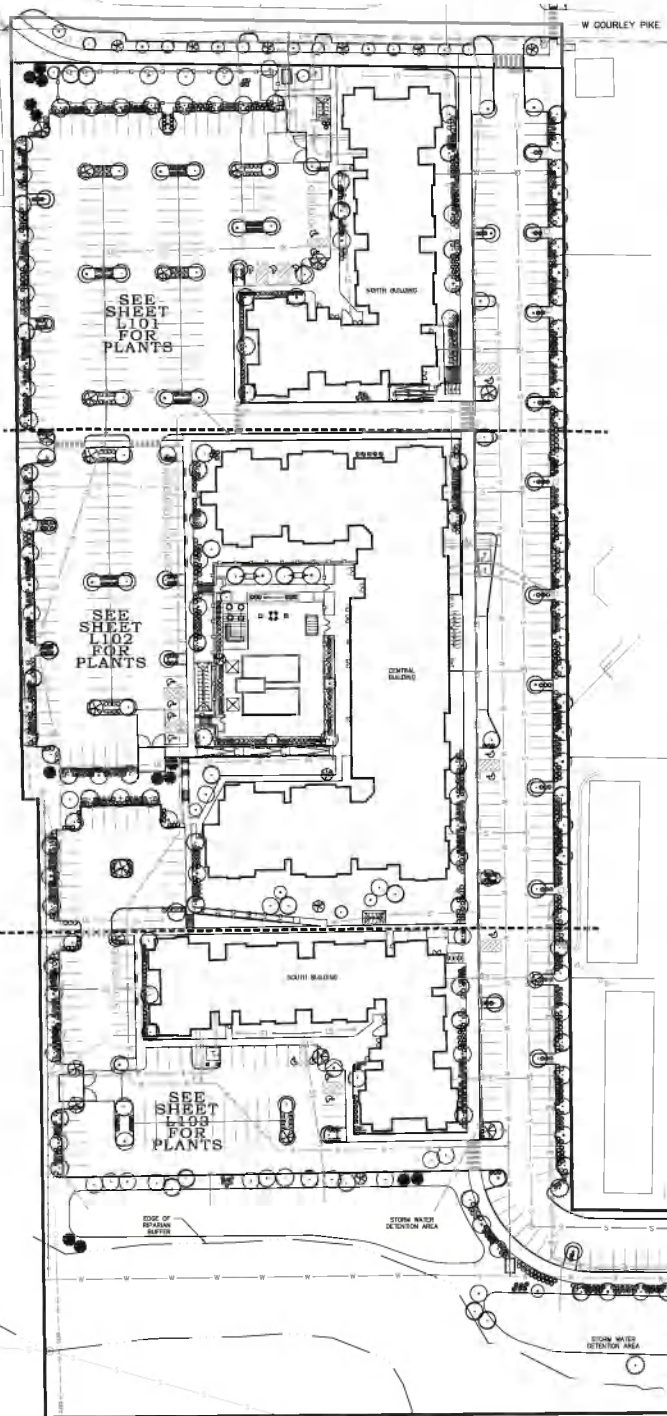 W GOURLEY PIKE
NORTH BUILDING
SEE
SHEET
L101
FOR
PLANTS
SEE
SHEET
L102
FOR
PLANTS
CENTRAL
BUILDING
SOUTH BUILDING
SEE
SHEET
L103
FOR
PLANTS
EDGE OF
RIPARIAN
BUFFER
STORM WATER
DETENTION AREA
STORM WATER
DETENTION AREA